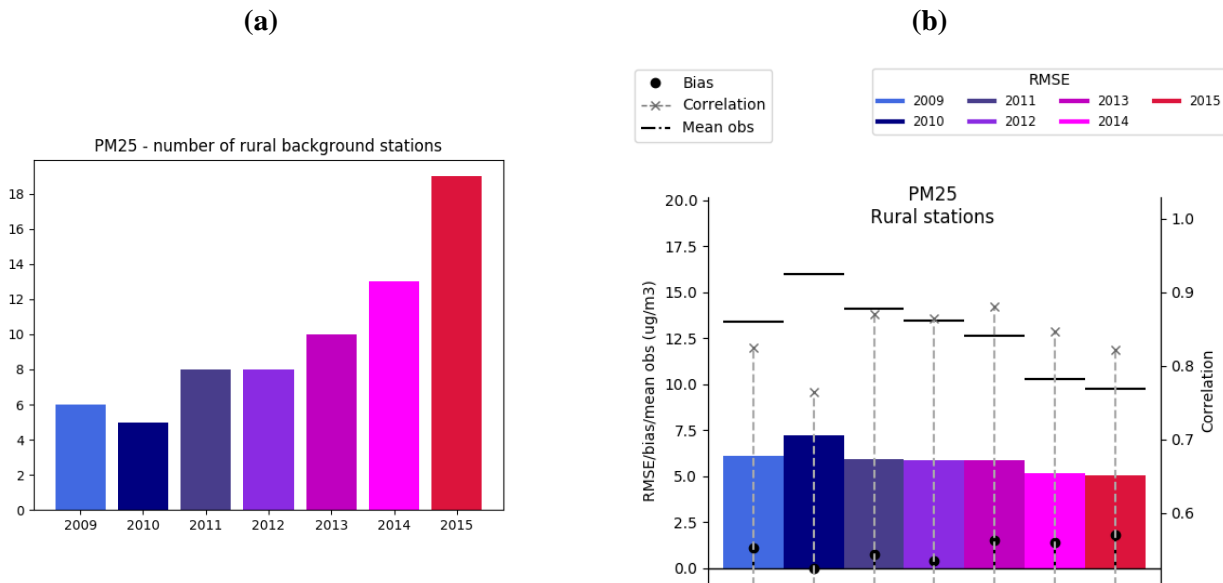 (a)
PM25 - number of rural background stations
18
16
14
12
10
8
6
4
2
0
2009 2010 2011 2012 2013 2014 2015
(b)
Bias
Correlation
Mean obs
RMSE
2009 2011 2013 2015
2010 2012 2014
PM25
Rural stations
RMSE/bias/mean obs (ug/m3)
20.0
17.5
15.0
12.5
10.0
7.5
5.0
2.5
0.0
1.0
0.9
0.8
0.7
0.6
Correlation